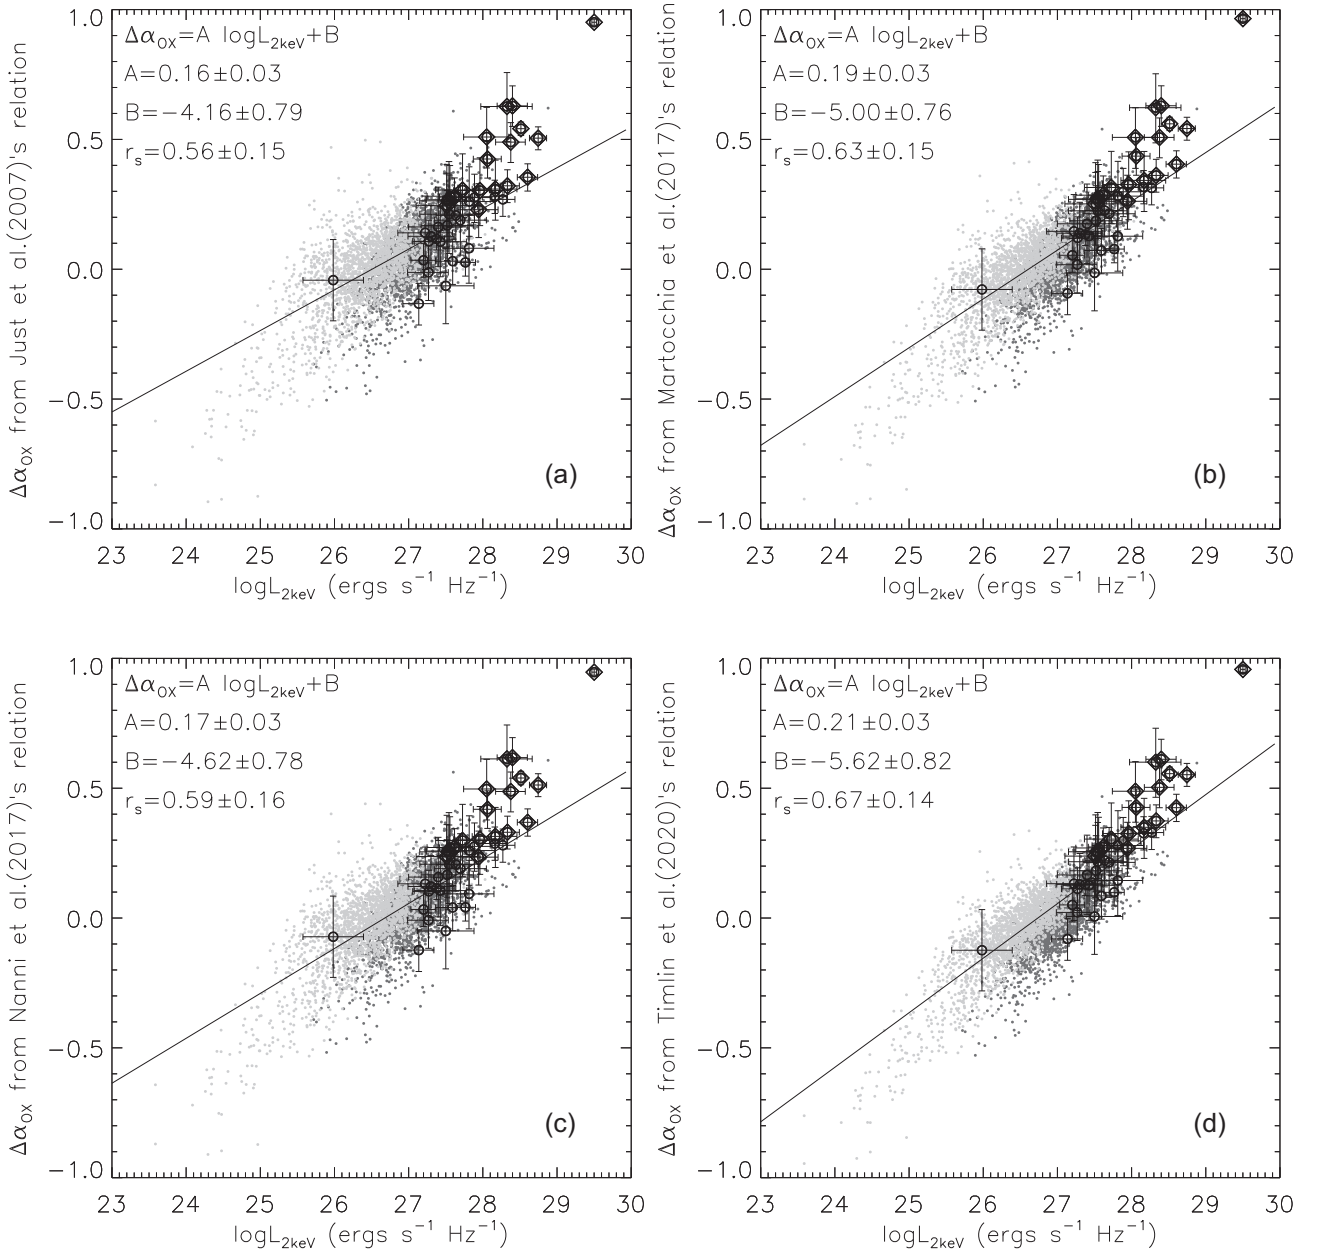 Δα_OX from Just et al.(2007)'s relation
1.0
0.5
0.0
−0.5
−1.0
Δα_OX=A logL_2keV+B
A=0.16±0.03
B=−4.16±0.79
r_s=0.56±0.15
(a)
23 24 25 26 27 28 29 30
logL_2keV (ergs s⁻¹ Hz⁻¹)
Δα_OX from Martocchia et al.(2017)'s relation
1.0
0.5
0.0
−0.5
−1.0
Δα_OX=A logL_2keV+B
A=0.19±0.03
B=−5.00±0.76
r_s=0.63±0.15
(b)
23 24 25 26 27 28 29 30
logL_2keV (ergs s⁻¹ Hz⁻¹)
Δα_OX from Nanni et al.(2017)'s relation
1.0
0.5
0.0
−0.5
−1.0
Δα_OX=A logL_2keV+B
A=0.17±0.03
B=−4.62±0.78
r_s=0.59±0.16
(c)
23 24 25 26 27 28 29 30
logL_2keV (ergs s⁻¹ Hz⁻¹)
Δα_OX from Timlin et al.(2020)'s relation
1.0
0.5
0.0
−0.5
−1.0
Δα_OX=A logL_2keV+B
A=0.21±0.03
B=−5.62±0.82
r_s=0.67±0.14
(d)
23 24 25 26 27 28 29 30
logL_2keV (ergs s⁻¹ Hz⁻¹)